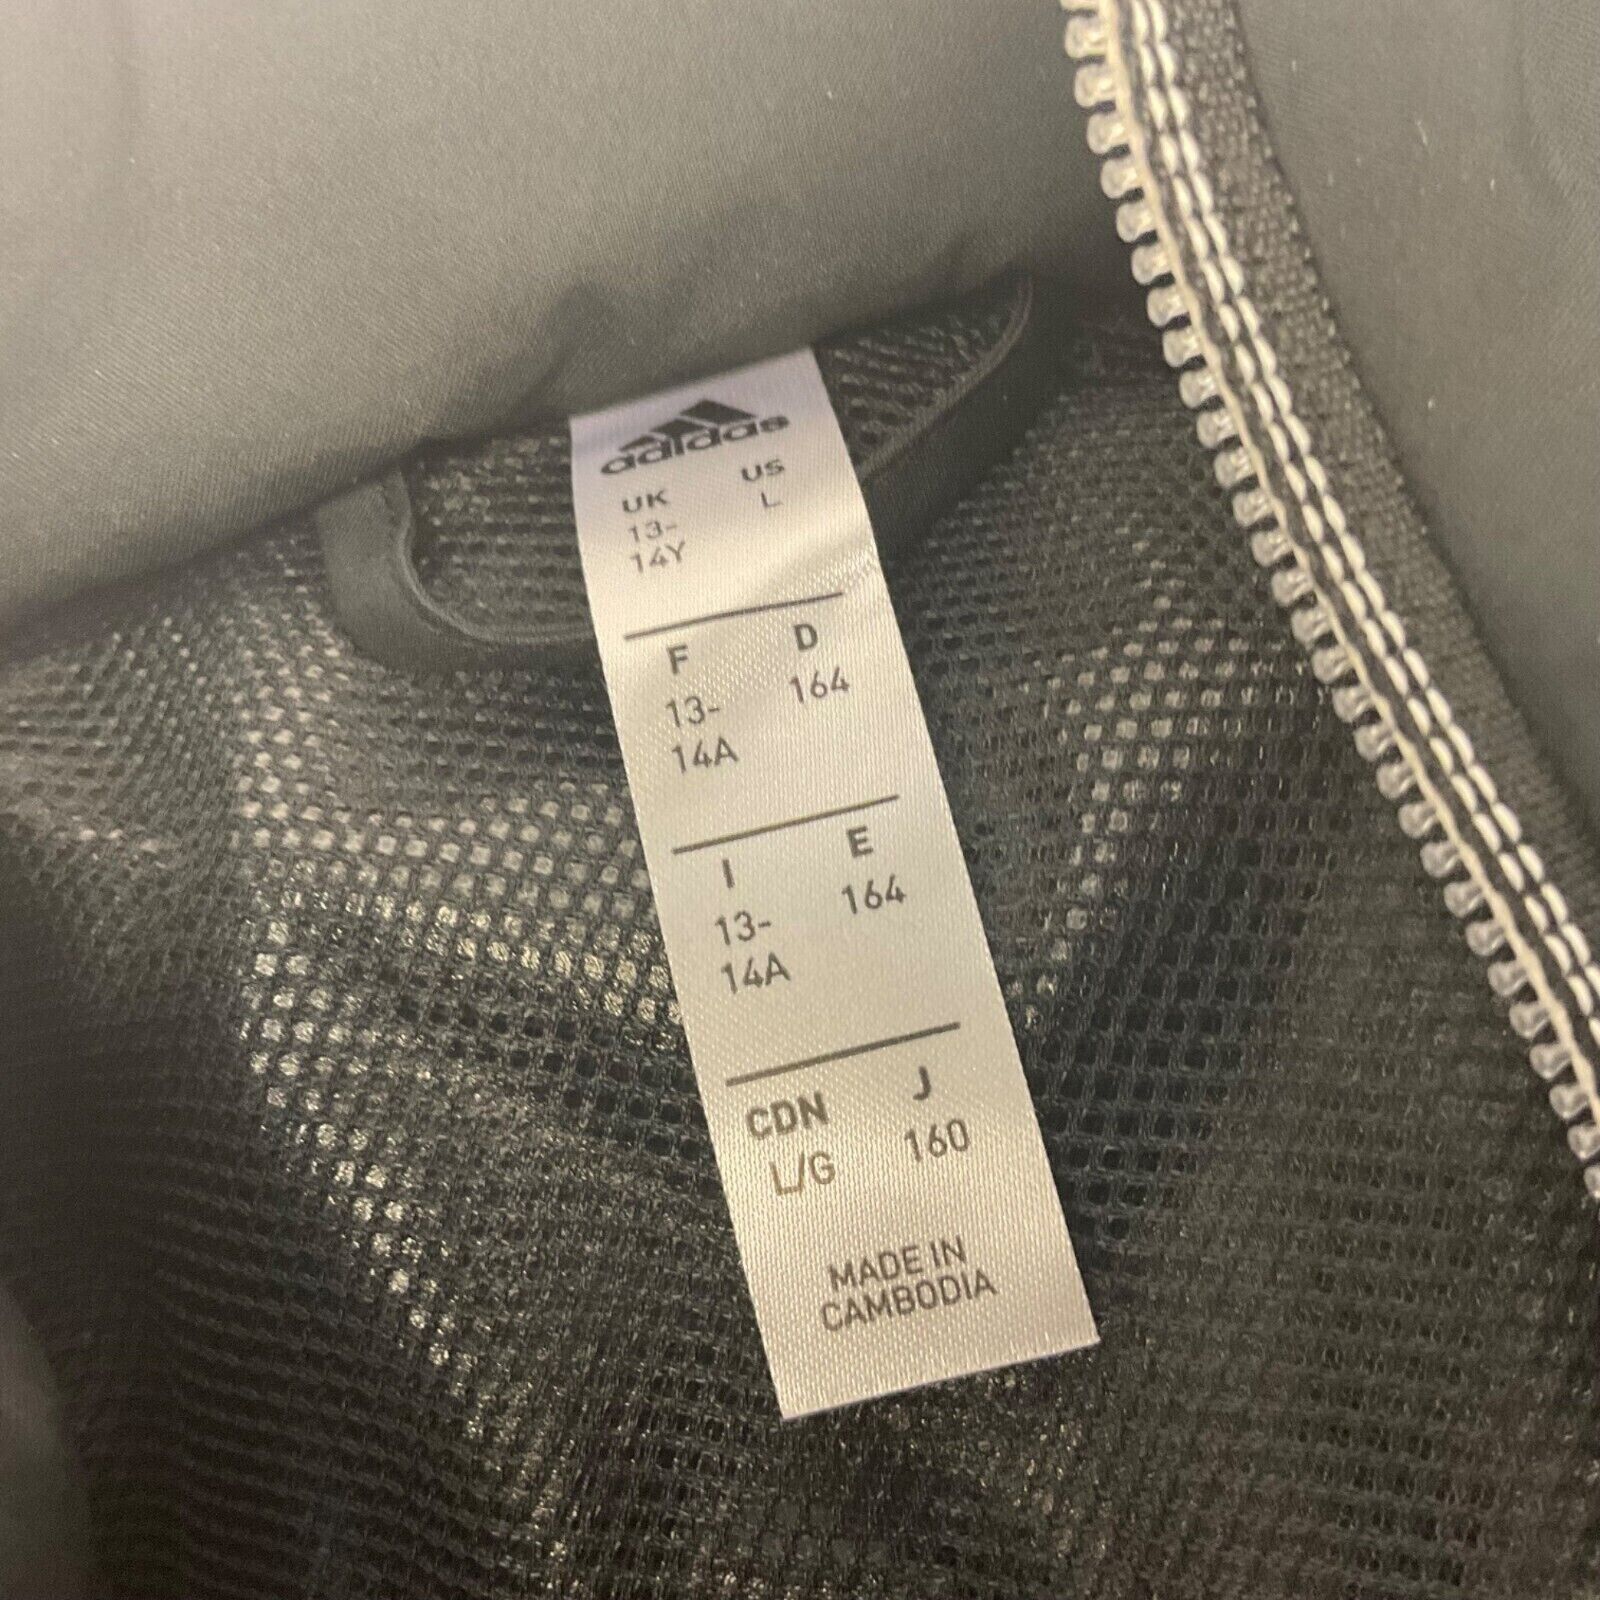 adidas
UK US
13- L
14Y
F D
13- 164
14A
I E
13- 164
14A
CDN J
L/G 160
MADE IN
CAMBODIA